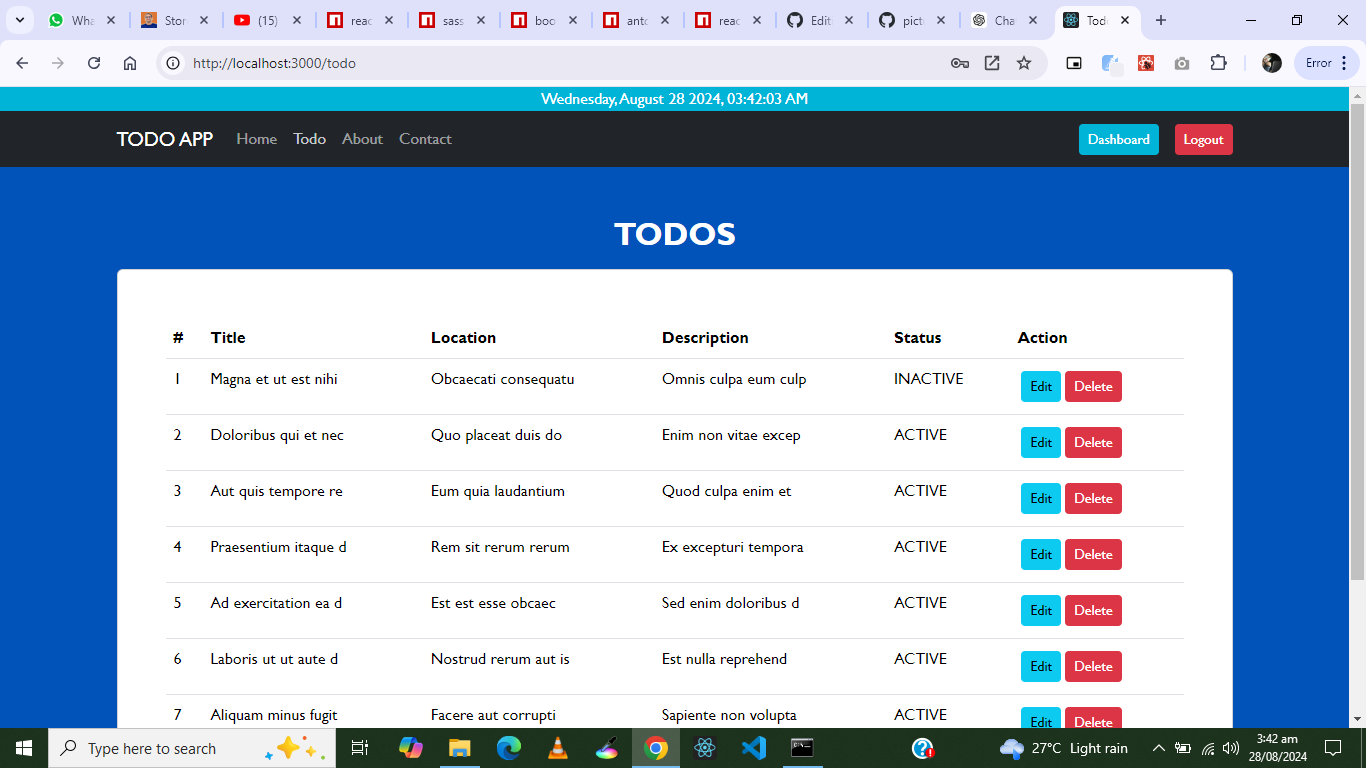 Wha
Stor
(15)
reac
sass
boo
anto
reac
Editi
pictu
Cha
Todo
http://localhost:3000/todo
Error
Wednesday, August 28 2024, 03:42:03 AM
TODO APP Home Todo About Contact Dashboard Logout
TODOS
# Title Location Description Status Action
1 Magna et ut est nihi Obcaecati consequatu Omnis culpa eum culp INACTIVE Edit Delete
2 Doloribus qui et nec Quo placeat duis do Enim non vitae excep ACTIVE Edit Delete
3 Aut quis tempore re Eum quia laudantium Quod culpa enim et ACTIVE Edit Delete
4 Praesentium itaque d Rem sit rerum rerum Ex excepturi tempora ACTIVE Edit Delete
5 Ad exercitation ea d Est est esse obcaec Sed enim doloribus d ACTIVE Edit Delete
6 Laboris ut ut aute d Nostrud rerum aut is Est nulla reprehend ACTIVE Edit Delete
7 Aliquam minus fugit Facere aut corrupti Sapiente non volupta ACTIVE Edit Delete
Type here to search
27°C Light rain
3:42 am
28/08/2024